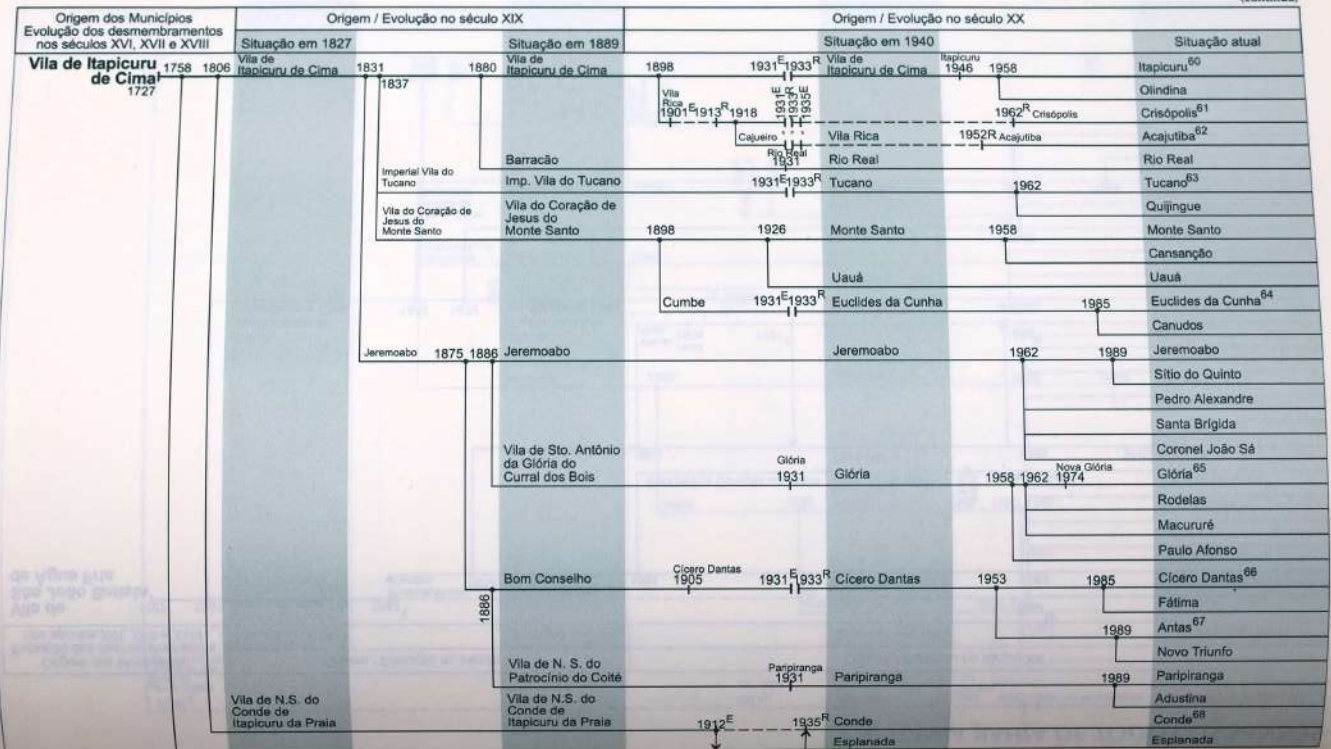 Origem dos Municípios
Evolução dos desmembramentos
nos séculos XVI, XVII e XVIII
Origem / Evolução no século XIX
Origem / Evolução no século XX
Situação em 1827
Situação em 1889
Situação em 1940
Situação atual
Vila de Itapicuru
de Cima
1727
1758 1806
Vila de
Itapicuru de Cima
1831
1837
1880
Vila de
Itapicuru de Cima
1898
1931E 1933R
Vila de
Itapicuru de Cima
Itapicuru
1946
1958
Itapicuru60
Olindina
Vila
Rica
1901E 1913R 1918
1931E
1933R
1935E
1962R Crisópolis
Crisópolis61
Cajueiro
Vila Rica
1952R Acajutiba
Acajutiba62
Barracão
Rio Real
1931
Rio Real
Rio Real
Imperial Vila do
Tucano
Imp. Vila do Tucano
1931E 1933R
Tucano
1962
Tucano63
Quijingue
Vila do Coração de
Jesus do
Monte Santo
Vila do Coração de
Jesus do
Monte Santo
1898
1926
Monte Santo
1958
Monte Santo
Cansanção
Uauá
Uauá
Cumbe
1931E 1933R
Euclides da Cunha
1985
Euclides da Cunha64
Canudos
Jeremoabo
1875 1886
Jeremoabo
Jeremoabo
1962
1989
Jeremoabo
Sítio do Quinto
Pedro Alexandre
Santa Brígida
Coronel João Sá
Vila de Sto. Antônio
da Glória do
Curral dos Bois
Glória
1931
Glória
1958 1962
Nova Glória
1974
Glória65
Rodelas
Macururé
Paulo Afonso
Bom Conselho
Cícero Dantas
1905
1931E 1933R
Cícero Dantas
1953
1985
Cícero Dantas66
Fátima
1886
1989
Antas67
Novo Triunfo
Vila de N. S. do
Patrocínio do Coité
Paripiranga
1931
Paripiranga
1989
Paripiranga
Adustina
Vila de N.S. do
Conde de
Itapicuru da Praia
Vila de N.S. do
Conde de
Itapicuru da Praia
1912E
1935R
Conde
Conde68
Esplanada
Esplanada